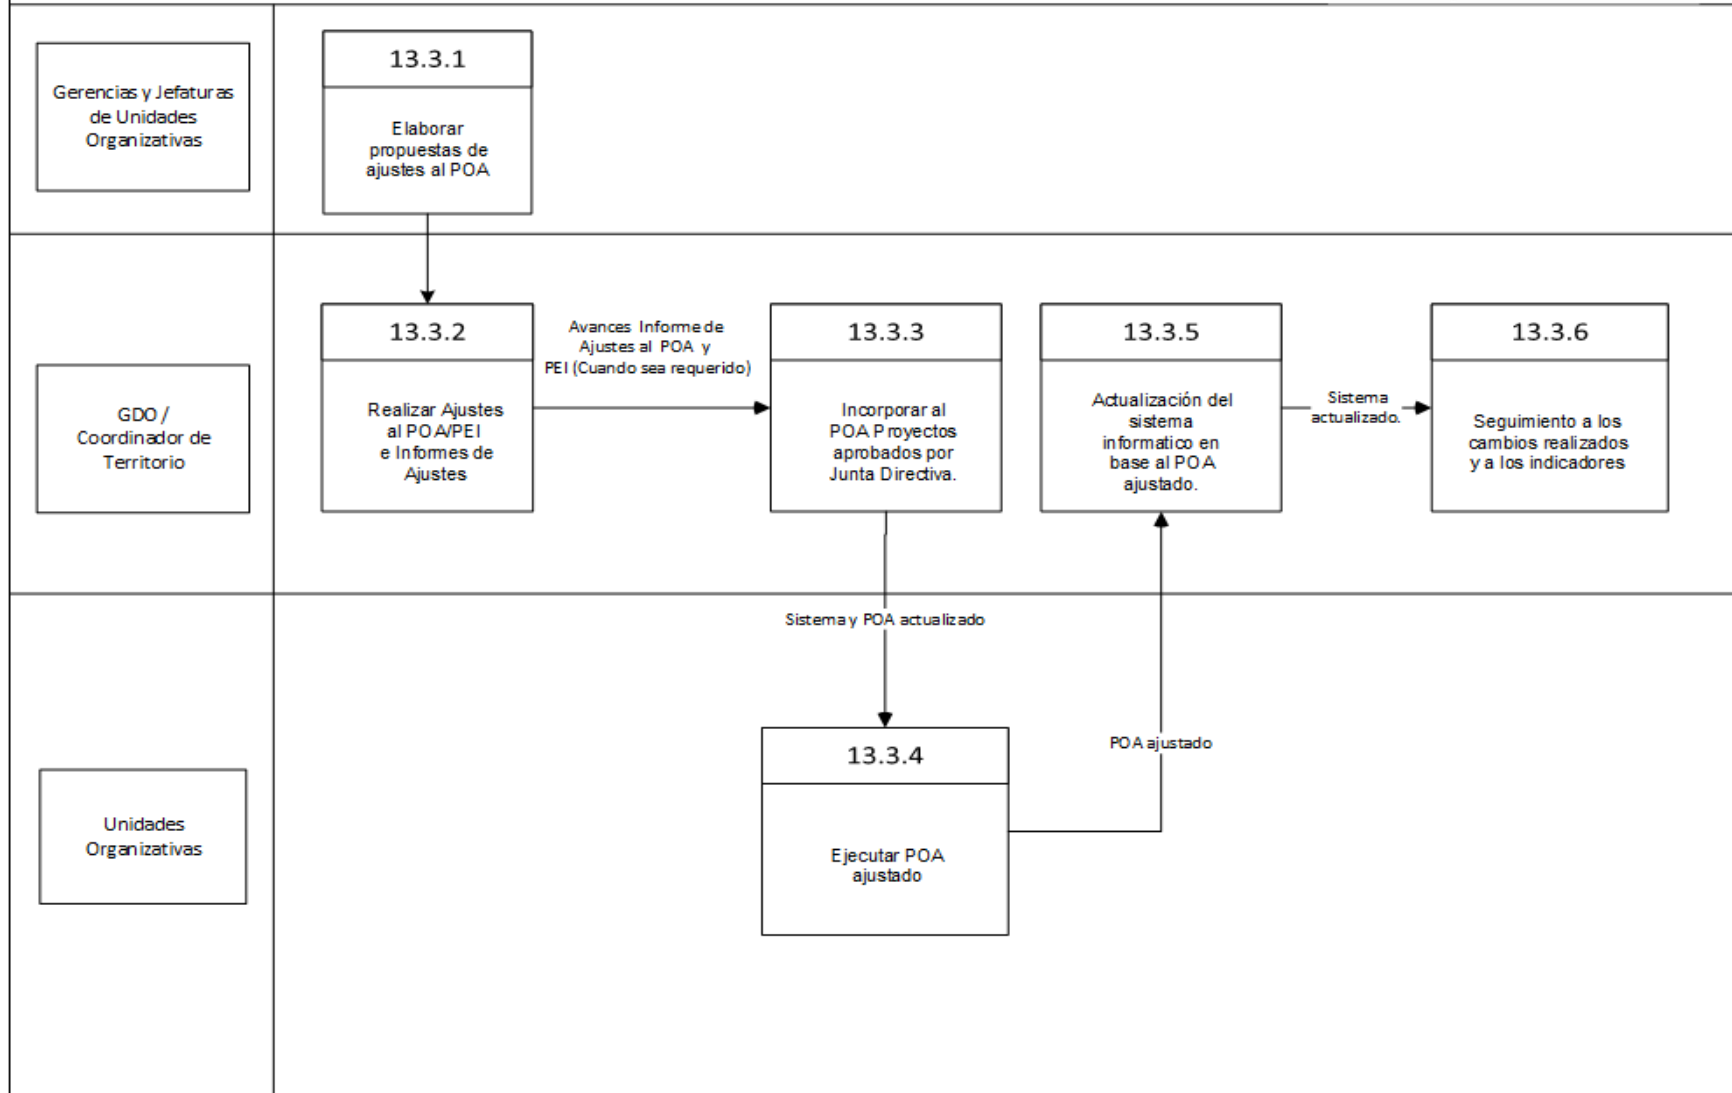 Gerencias y Jefaturas
de Unidades
Organizativas
13.3.1
Elaborar
propuestas de
ajustes al POA
GDO /
Coordinador de
Territorio
13.3.2
Realizar Ajustes
al POA/PEI
e Informes de
Ajustes
Avances Informe de
Ajustes al POA y
PEI (Cuando sea requerido)
13.3.3
Incorporar al
POA Proyectos
aprobados por
Junta Directiva.
13.3.5
Actualización del
sistema
informatico en
base al POA
ajustado.
Sistema
actualizado.
13.3.6
Seguimiento a los
cambios realizados
y a los indicadores
Sistema y POA actualizado
POA ajustado
Unidades
Organizativas
13.3.4
Ejecutar POA
ajustado